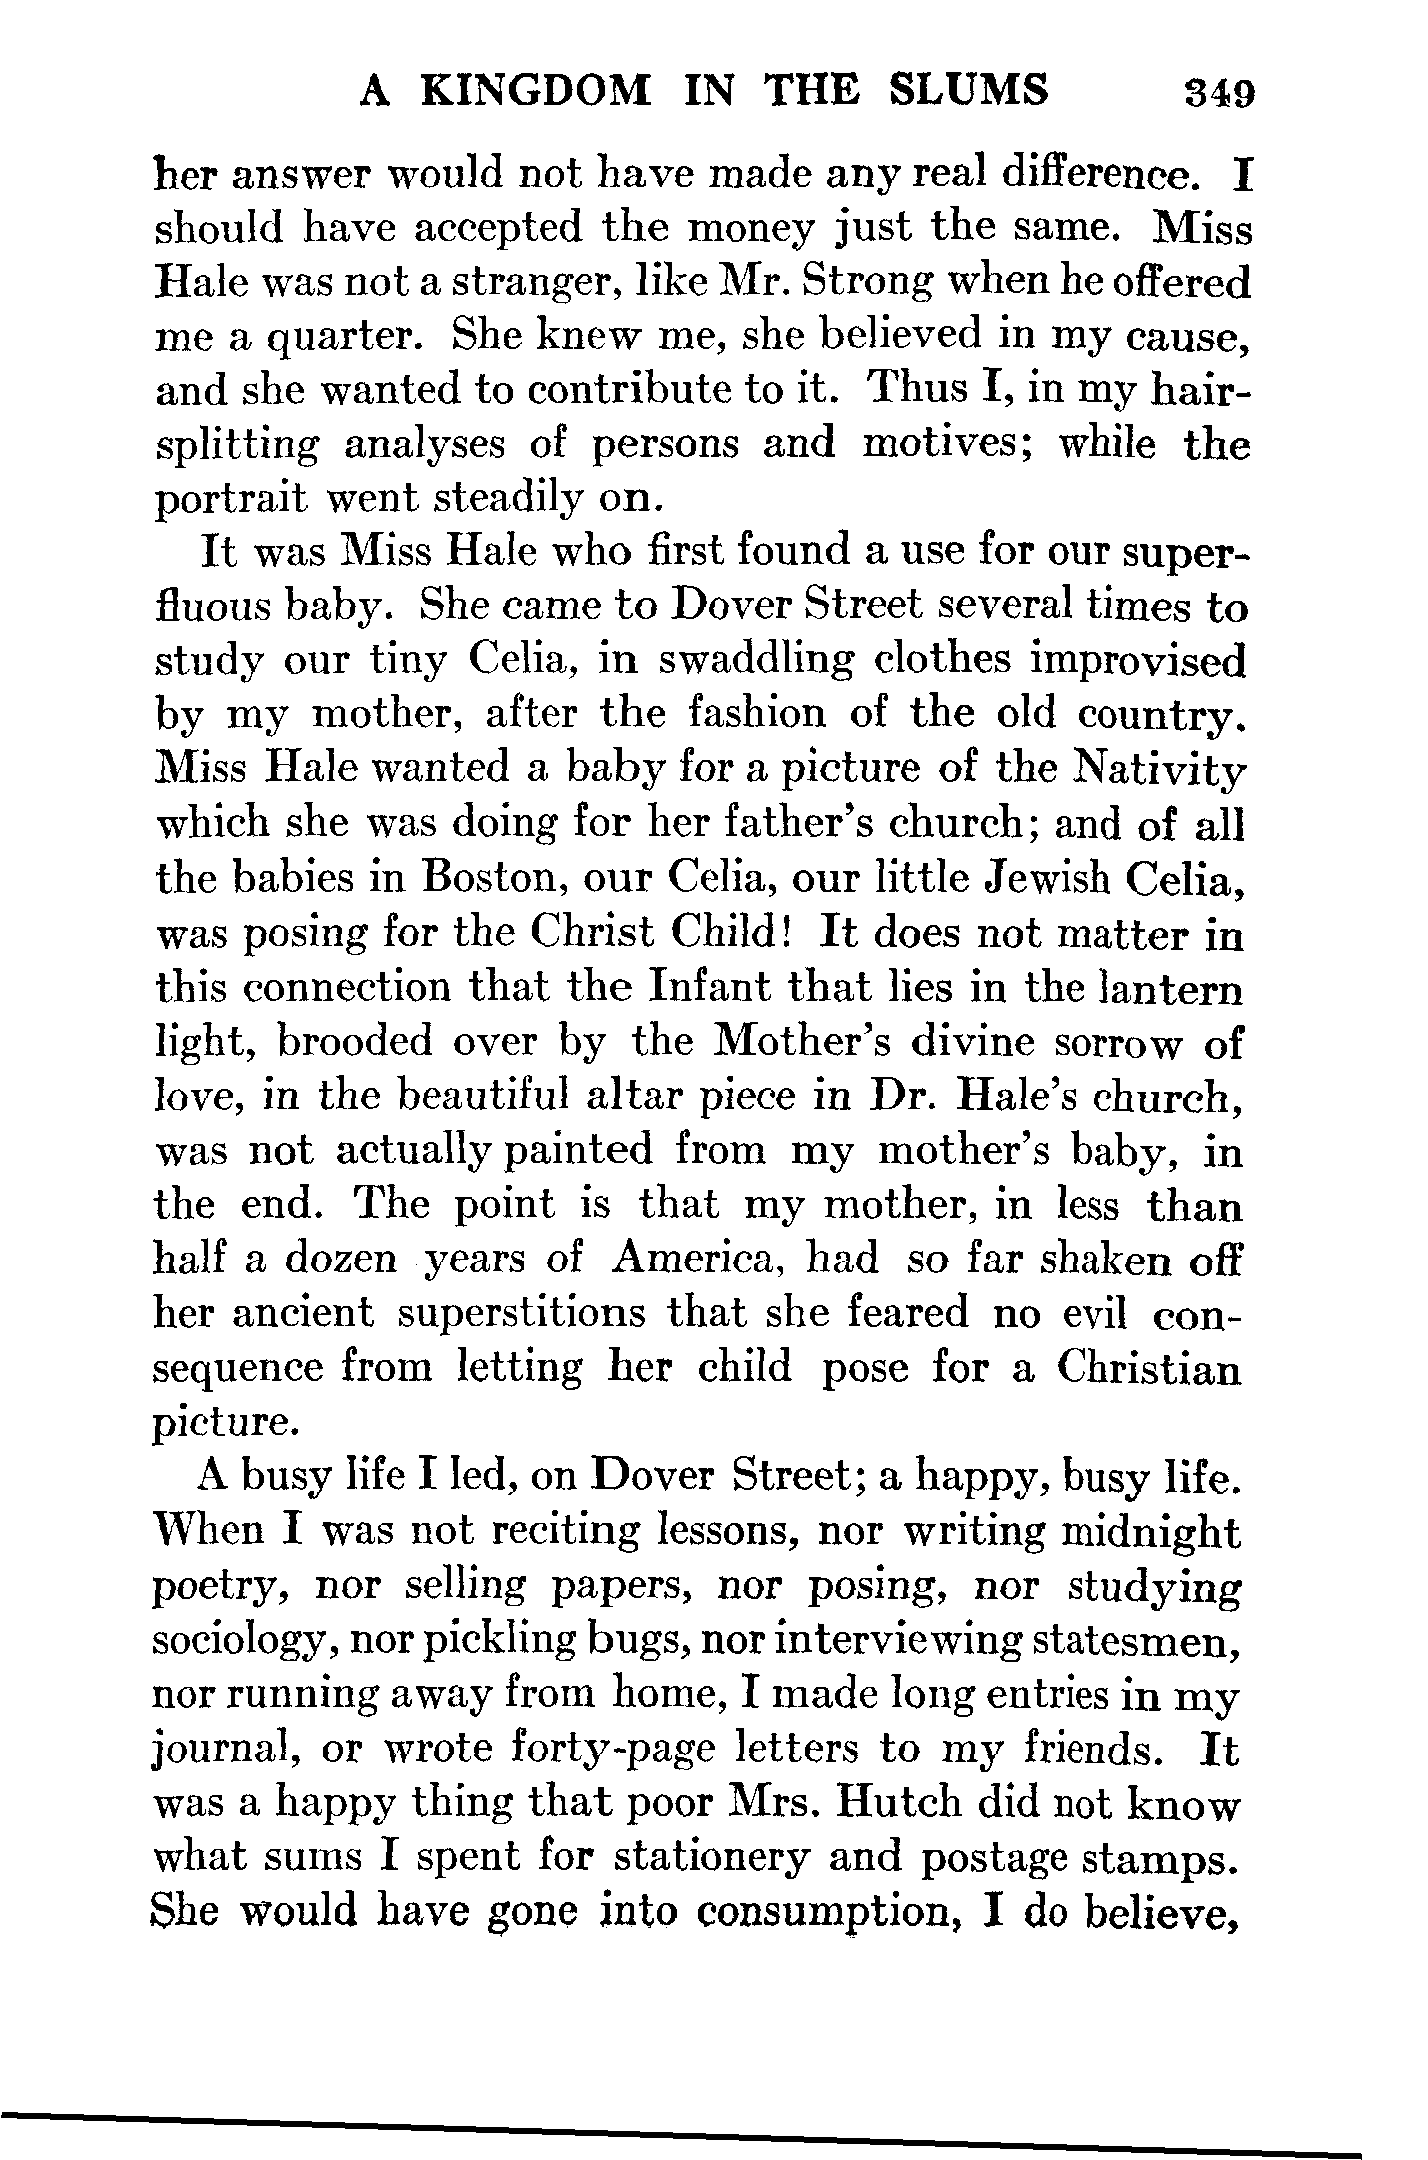 A KINGDOM IN THE SLUMS 349
her answer would not have made any real difference. I
should have accepted the money just the same. Miss
Hale was not a stranger, like Mr. Strong when he offered
me a quarter. She knew me, she believed in my cause,
and she wanted to contribute to it. Thus I, in my hair-
splitting analyses of persons and motives; while the
portrait went steadily on.
It was Miss Hale who first found a use for our super-
fluous baby. She came to Dover Street several times to
study our tiny Celia, in swaddling clothes improvised
by my mother, after the fashion of the old country.
Miss Hale wanted a baby for a picture of the Nativity
which she was doing for her father's church; and of all
the babies in Boston, our Celia, our little Jewish Celia,
was posing for the Christ Child! It does not matter in
this connection that the Infant that lies in the lantern
light, brooded over by the Mother's divine sorrow of
love, in the beautiful altar piece in Dr. Hale's church,
was not actually painted from my mother's baby, in
the end. The point is that my mother, in less than
half a dozen years of America, had so far shaken off
her ancient superstitions that she feared no evil con-
sequence from letting her child pose for a Christian
picture.
A busy life I led, on Dover Street; a happy, busy life.
When I was not reciting lessons, nor writing midnight
poetry, nor selling papers, nor posing, nor studying
sociology, nor pickling bugs, nor interviewing statesmen,
nor running away from home, I made long entries in my
journal, or wrote forty-page letters to my friends. It
was a happy thing that poor Mrs. Hutch did not know
what sums I spent for stationery and postage stamps.
She would have gone into consumption, I do believe,